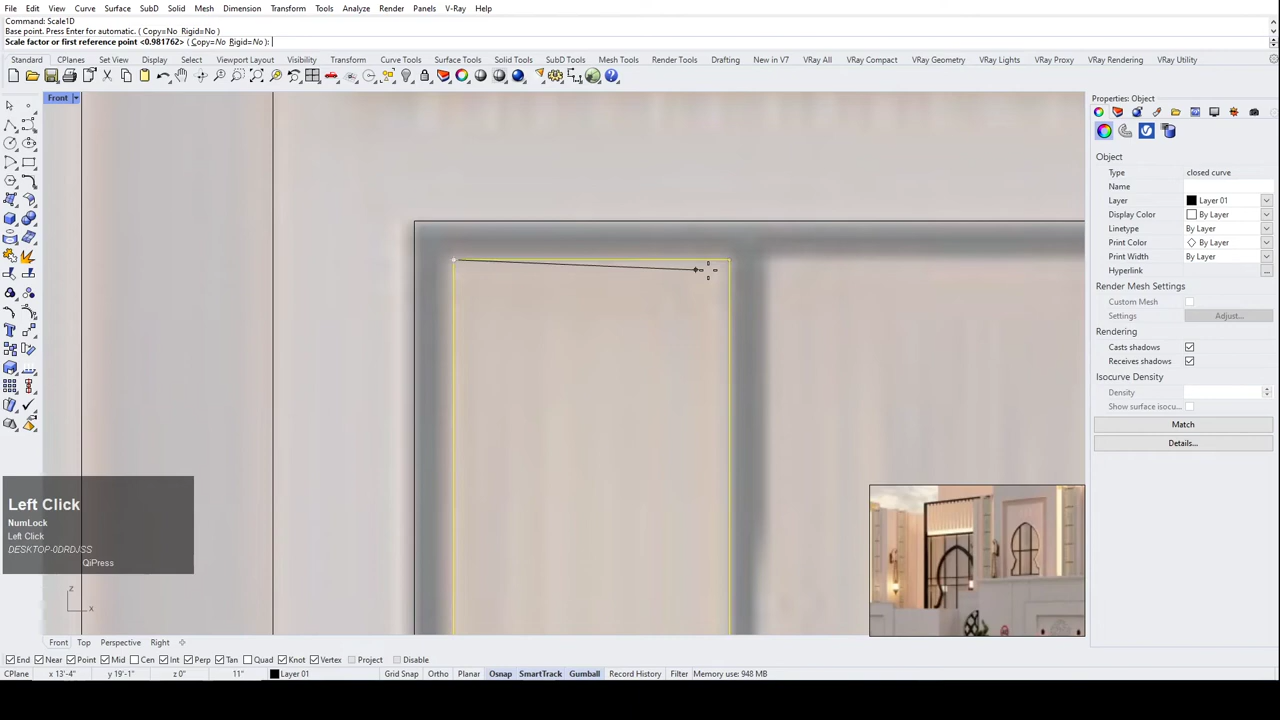 File Edit View Curve Surface SubD Solid Mesh Dimension Transform Tools Analyze Render Panels V-Ray Help
Command: Scale1D
Base point. Press Enter for automatic. ( Copy=No Rigid=No )
Scale factor or first reference point <0.981762> ( Copy=No Rigid=No ):
Standard CPlanes Set View Display Select Viewport Layout Visibility Transform Curve Tools Surface Tools Solid Tools SubD Tools Mesh Tools Render Tools Drafting New in V7 VRay All VRay Compact VRay Geometry VRay Lights VRay Proxy VRay Rendering VRay Utility
Front
Properties: Object
Object
Type closed curve
Name
Layer Layer 01
Display Color By Layer
Linetype By Layer
Print Color By Layer
Print Width By Layer
Hyperlink ...
Render Mesh Settings
Custom Mesh
Settings Adjust...
Rendering
Casts shadows
Receives shadows
Isocurve Density
Density
Show surface isocu...
Match
Details...
Left Click
NumLock
Left Click
DESKTOP-0DRDJSS
QiPress
z
x
Front Top Perspective Right
End Near Point Mid Cen Int Perp Tan Quad Knot Vertex Project Disable
CPlane x 13'-4" y 19'-1" z 0" 11" Layer 01 Grid Snap Ortho Planar Osnap SmartTrack Gumball Record History Filter Memory use: 948 MB